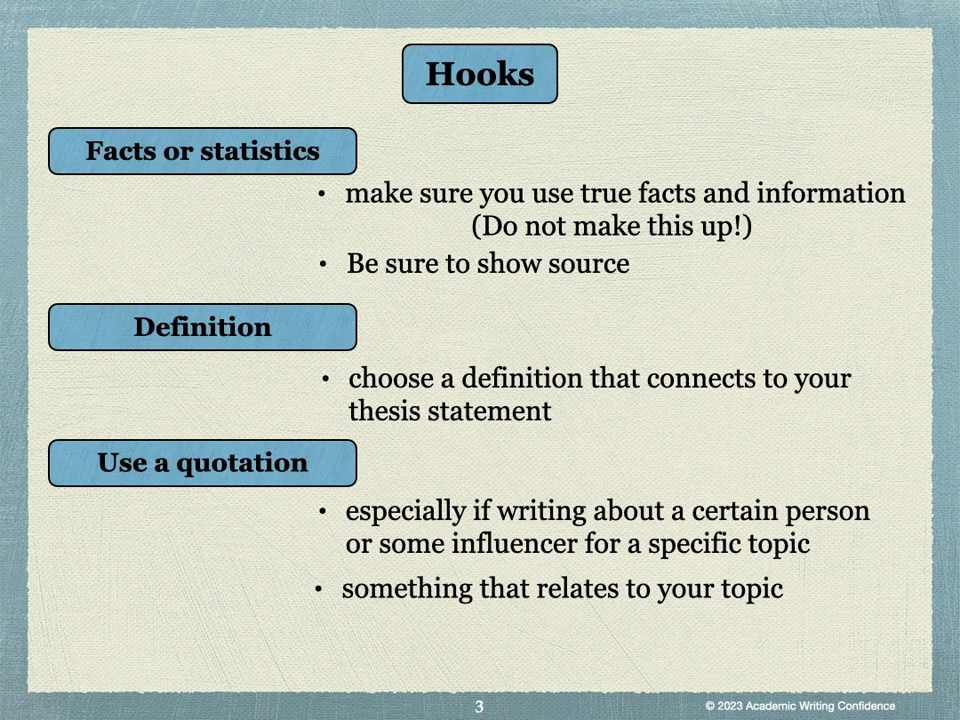 Hooks
Facts or statistics
• make sure you use true facts and information
(Do not make this up!)
• Be sure to show source
Definition
• choose a definition that connects to your
thesis statement
Use a quotation
• especially if writing about a certain person
or some influencer for a specific topic
• something that relates to your topic
3
© 2023 Academic Writing Confidence